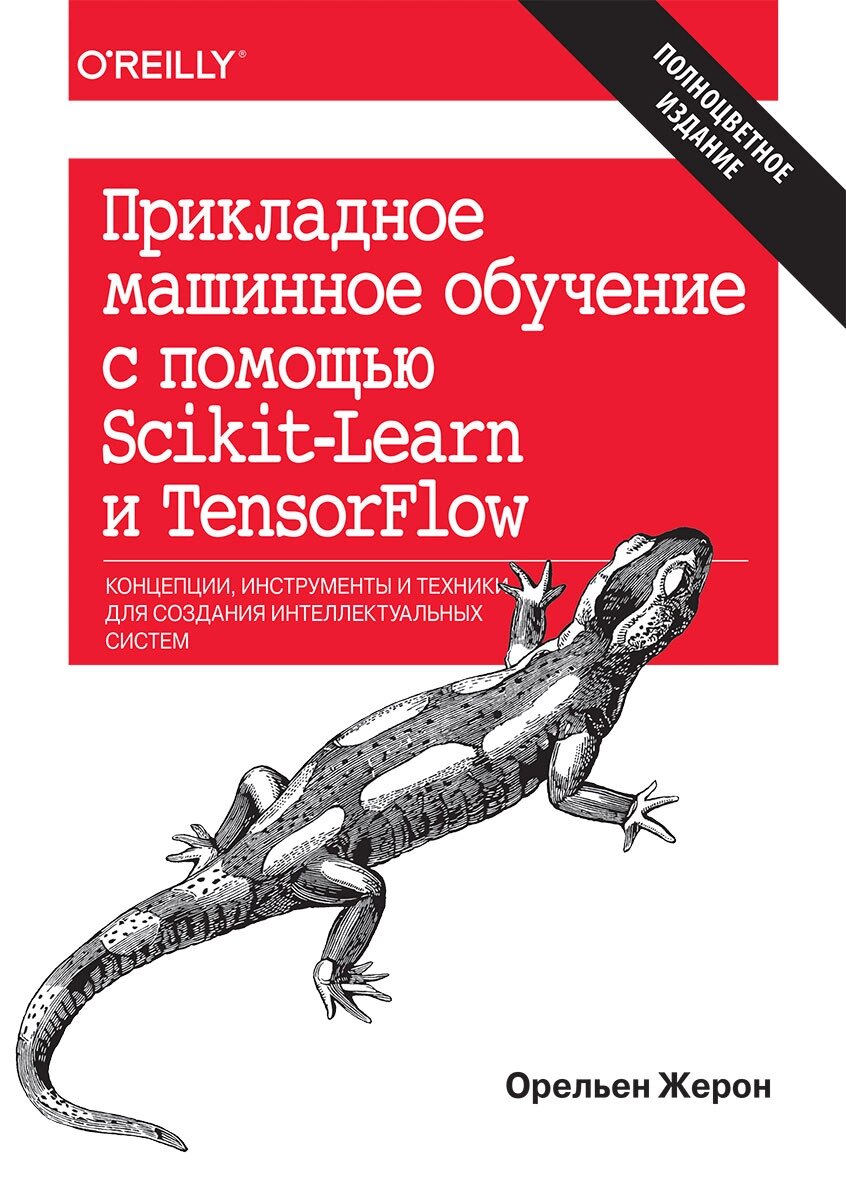 O'REILLY®
ПОЛНОЦВЕТНОЕ
ИЗДАНИЕ
Прикладное
машинное обучение
с помощью
Scikit-Learn
и TensorFlow
КОНЦЕПЦИИ, ИНСТРУМЕНТЫ И ТЕХНИКИ
ДЛЯ СОЗДАНИЯ ИНТЕЛЛЕКТУАЛЬНЫХ
СИСТЕМ
Орельен Жерон